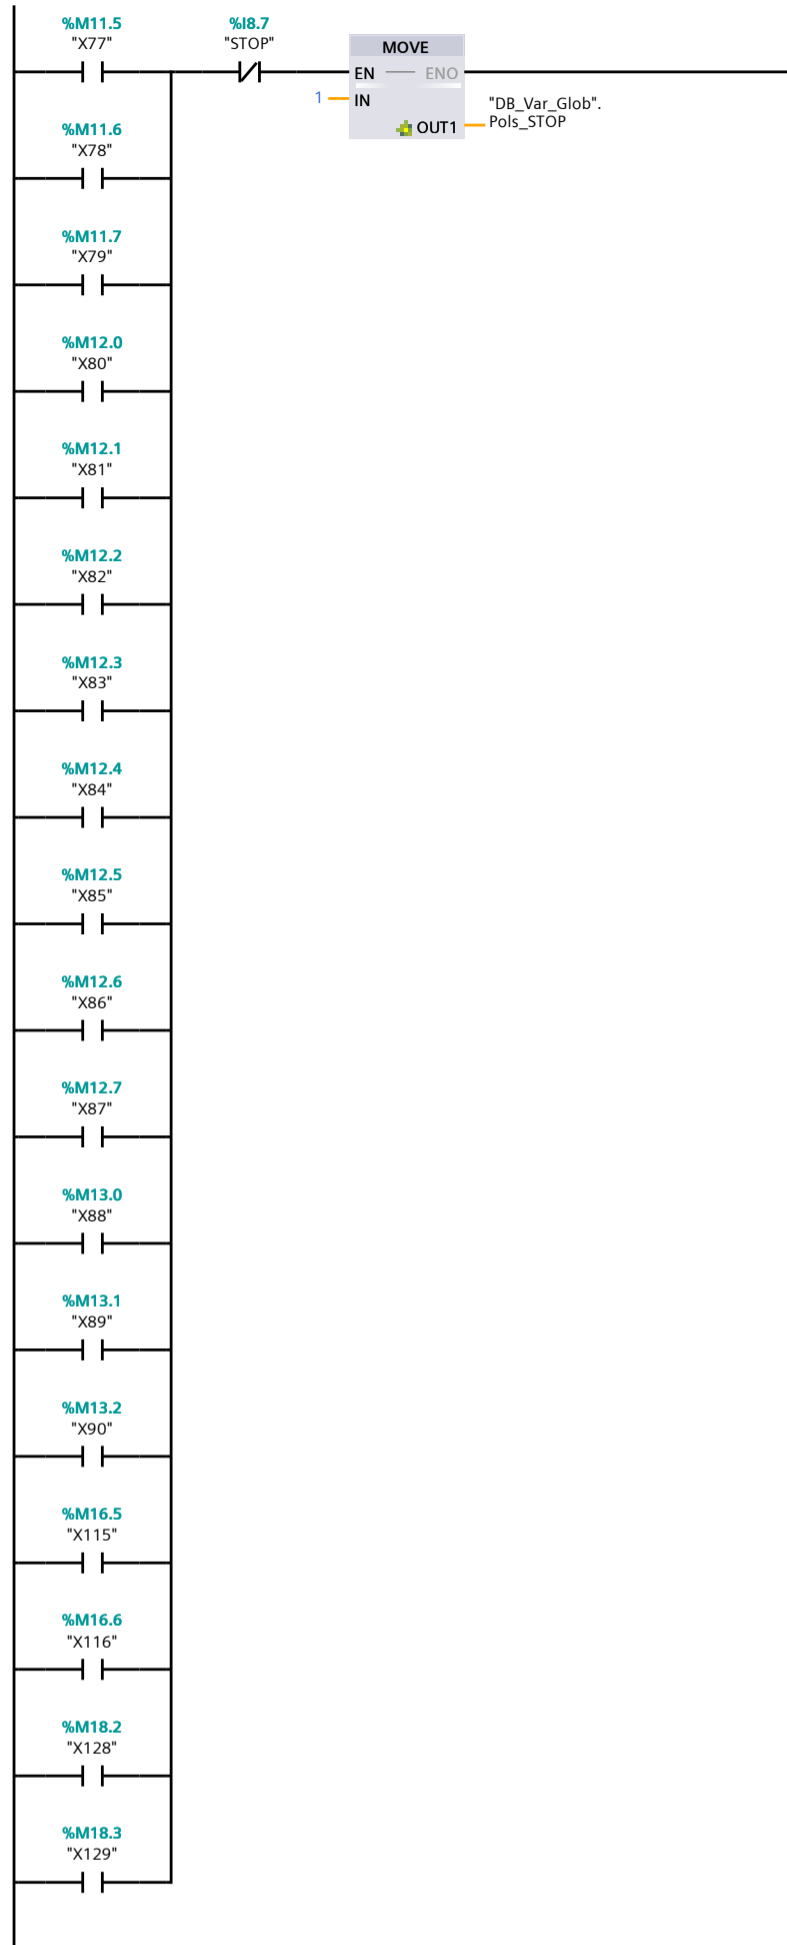 %M11.5
"X77"
%I8.7
"STOP"
MOVE
EN
ENO
1
IN
OUT1
"DB_Var_Glob".
Pols_STOP
%M11.6
"X78"
%M11.7
"X79"
%M12.0
"X80"
%M12.1
"X81"
%M12.2
"X82"
%M12.3
"X83"
%M12.4
"X84"
%M12.5
"X85"
%M12.6
"X86"
%M12.7
"X87"
%M13.0
"X88"
%M13.1
"X89"
%M13.2
"X90"
%M16.5
"X115"
%M16.6
"X116"
%M18.2
"X128"
%M18.3
"X129"